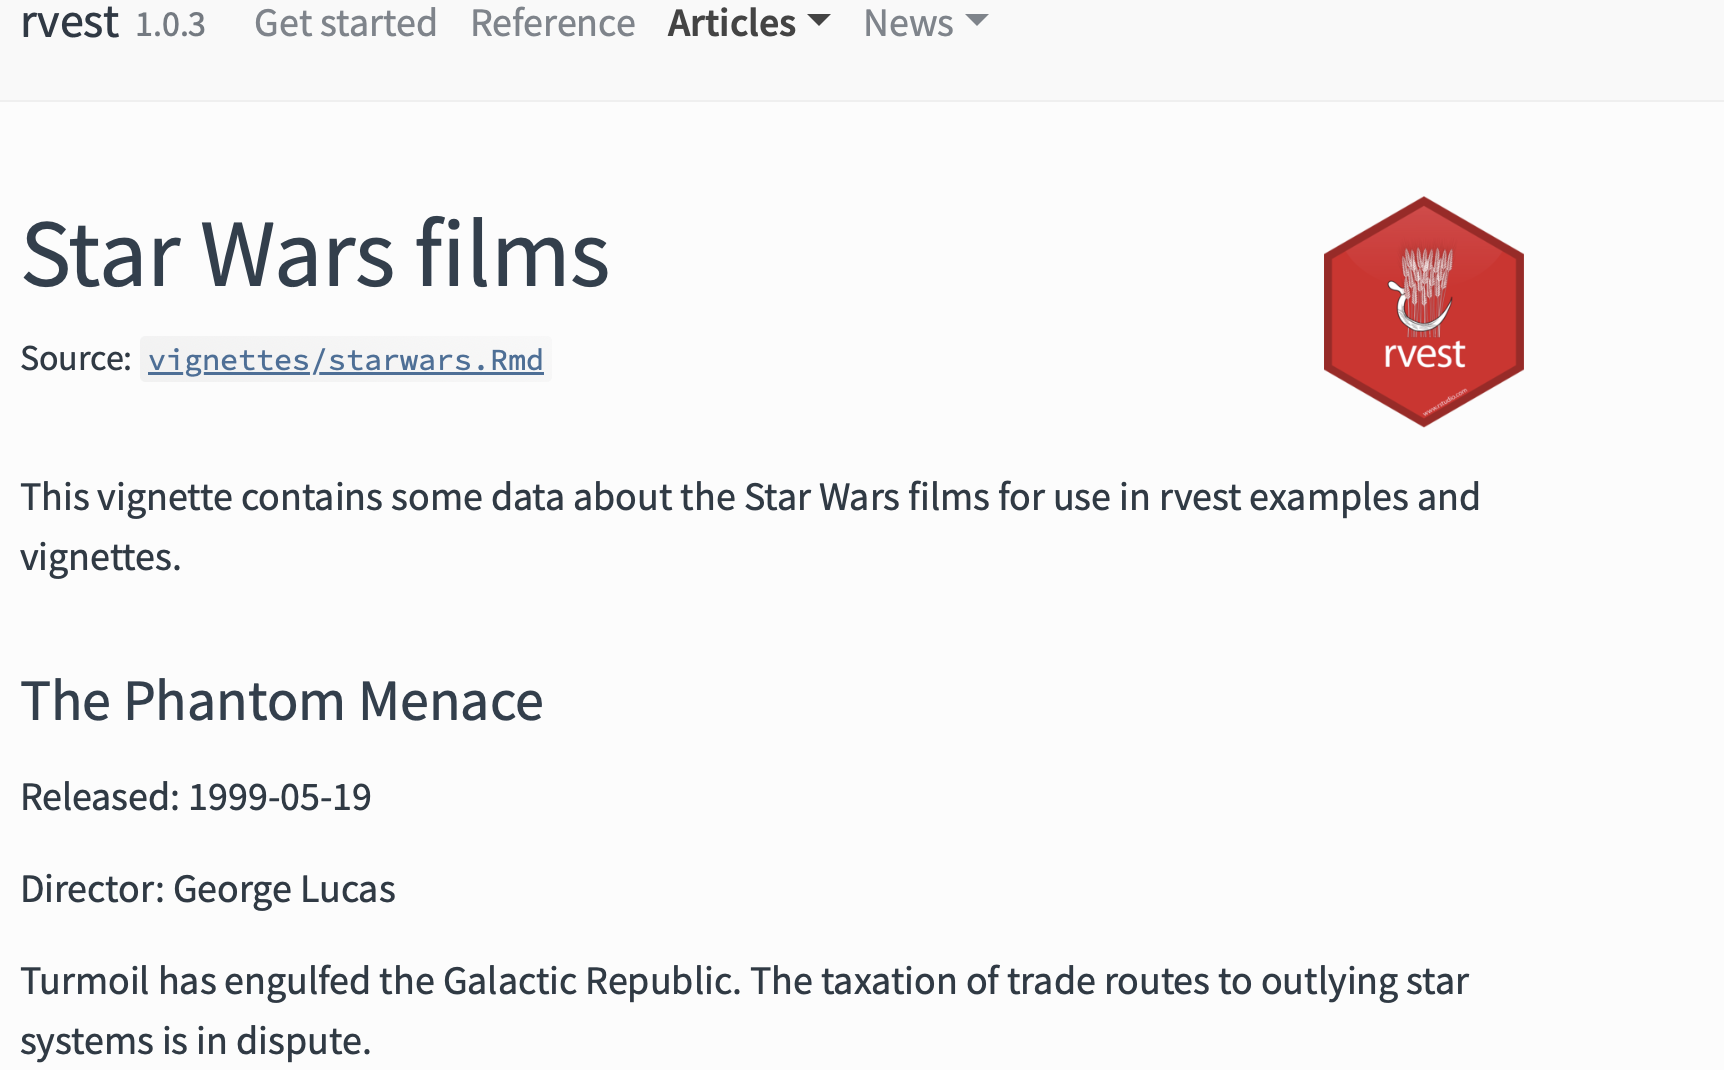 rvest 1.0.3 Get started Reference Articles News
Star Wars films
Source: vignettes/starwars.Rmd
rvest
www.rstudio.com
This vignette contains some data about the Star Wars films for use in rvest examples and
vignettes.
The Phantom Menace
Released: 1999-05-19
Director: George Lucas
Turmoil has engulfed the Galactic Republic. The taxation of trade routes to outlying star
systems is in dispute.